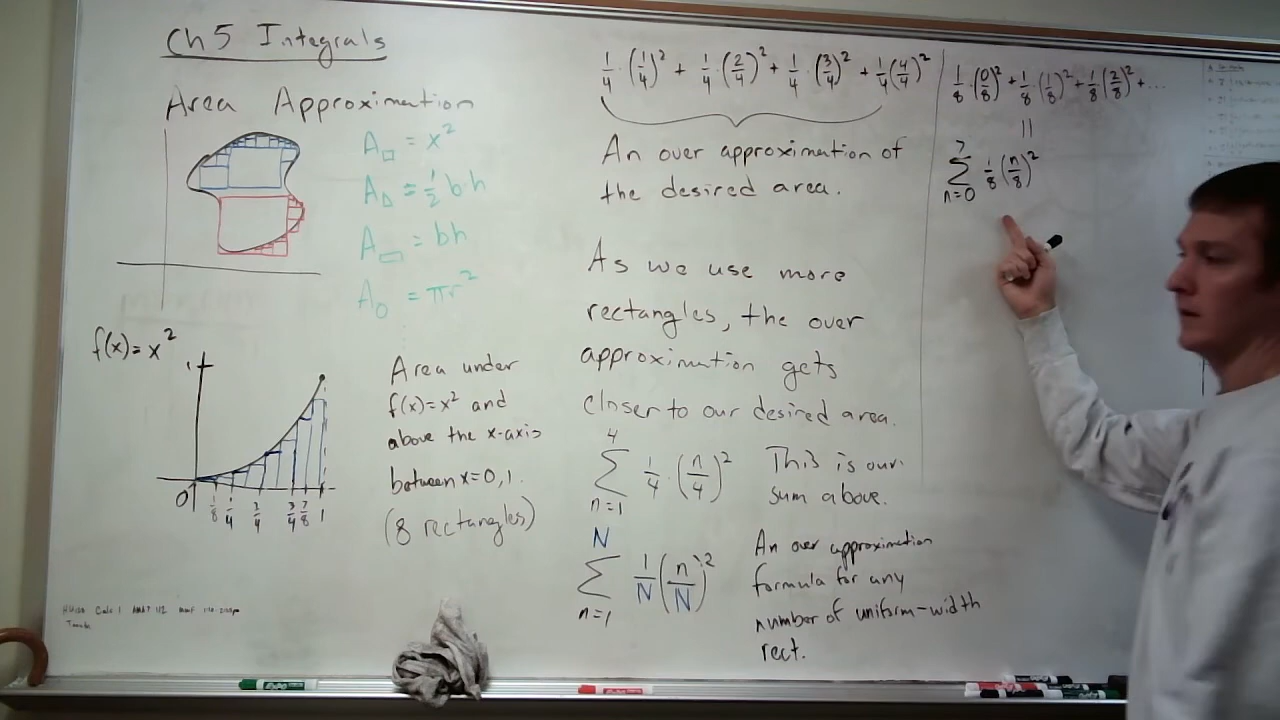 Ch 5 Integrals
Area Approximation
A□ = x²
A△ = ½ b·h
A▭ = bh
A○ = πr²
f(x) = x²
1
0
1/8 1/4 2/4 3/4 7/8 1
Area under
f(x)=x² and
above the x-axis
between x=0,1.
(8 rectangles)
1/4·(1/4)² + 1/4·(2/4)² + 1/4·(3/4)² + 1/4(4/4)²
An over approximation of
the desired area.
As we use more
rectangles, the over
approximation gets
closer to our desired area.
4
∑ 1/4·(n/4)²
n=1
This is our
sum above.
N
∑ 1/N(n/N)²
n=1
An over approximation
formula for any
number of uniform-width
rect.
1/8·(0/8)² + 1/8(1/8)² + 1/8(2/8)² + ...
=
7
∑ 1/8(n/8)²
n=0
Calc 1
EXPO